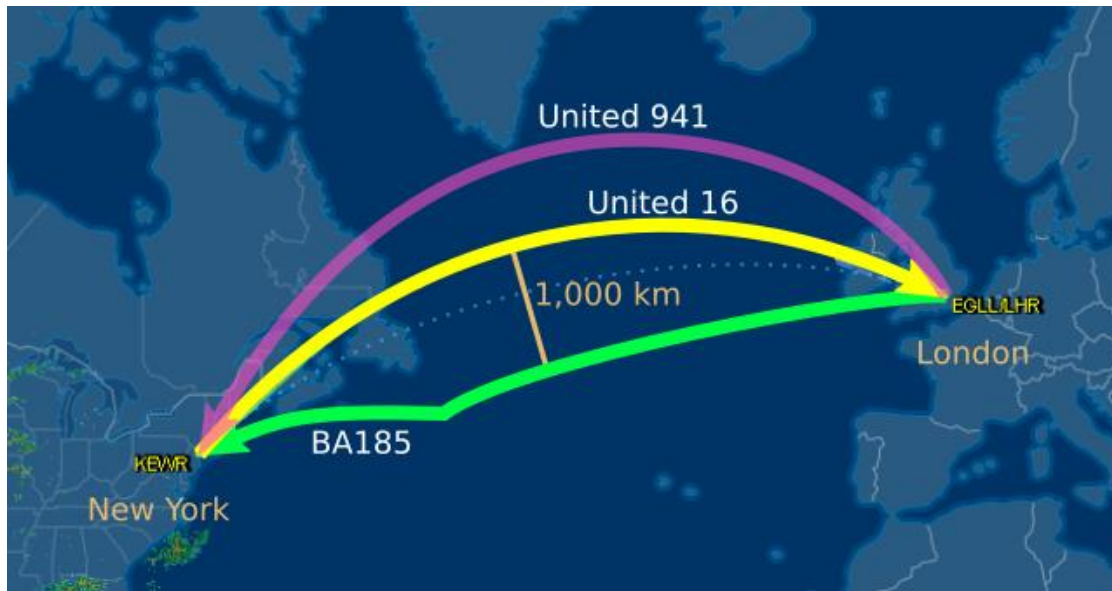 United 941
United 16
1,000 km
EGLL/LHR
London
BA185
KEWR
New York